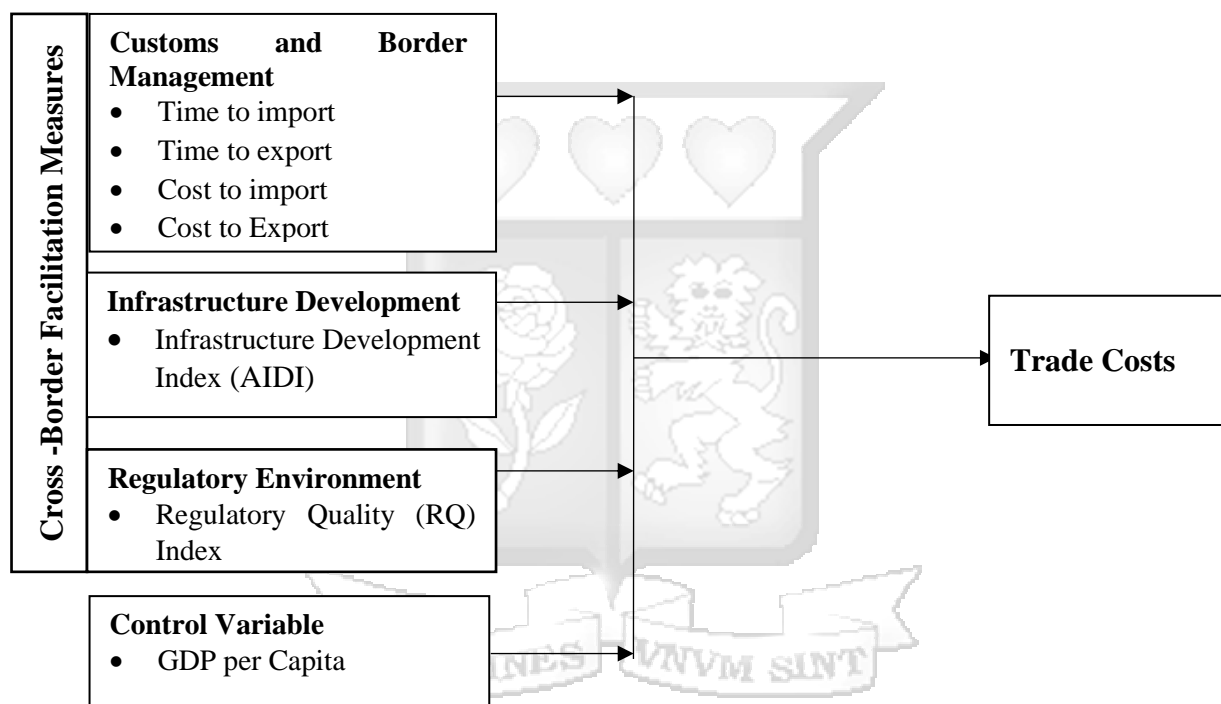 Cross -Border Facilitation Measures
Customs and Border
Management
• Time to import
• Time to export
• Cost to import
• Cost to Export
Infrastructure Development
• Infrastructure Development
Index (AIDI)
Regulatory Environment
• Regulatory Quality (RQ)
Index
Control Variable
• GDP per Capita
Trade Costs
VNVM SINT